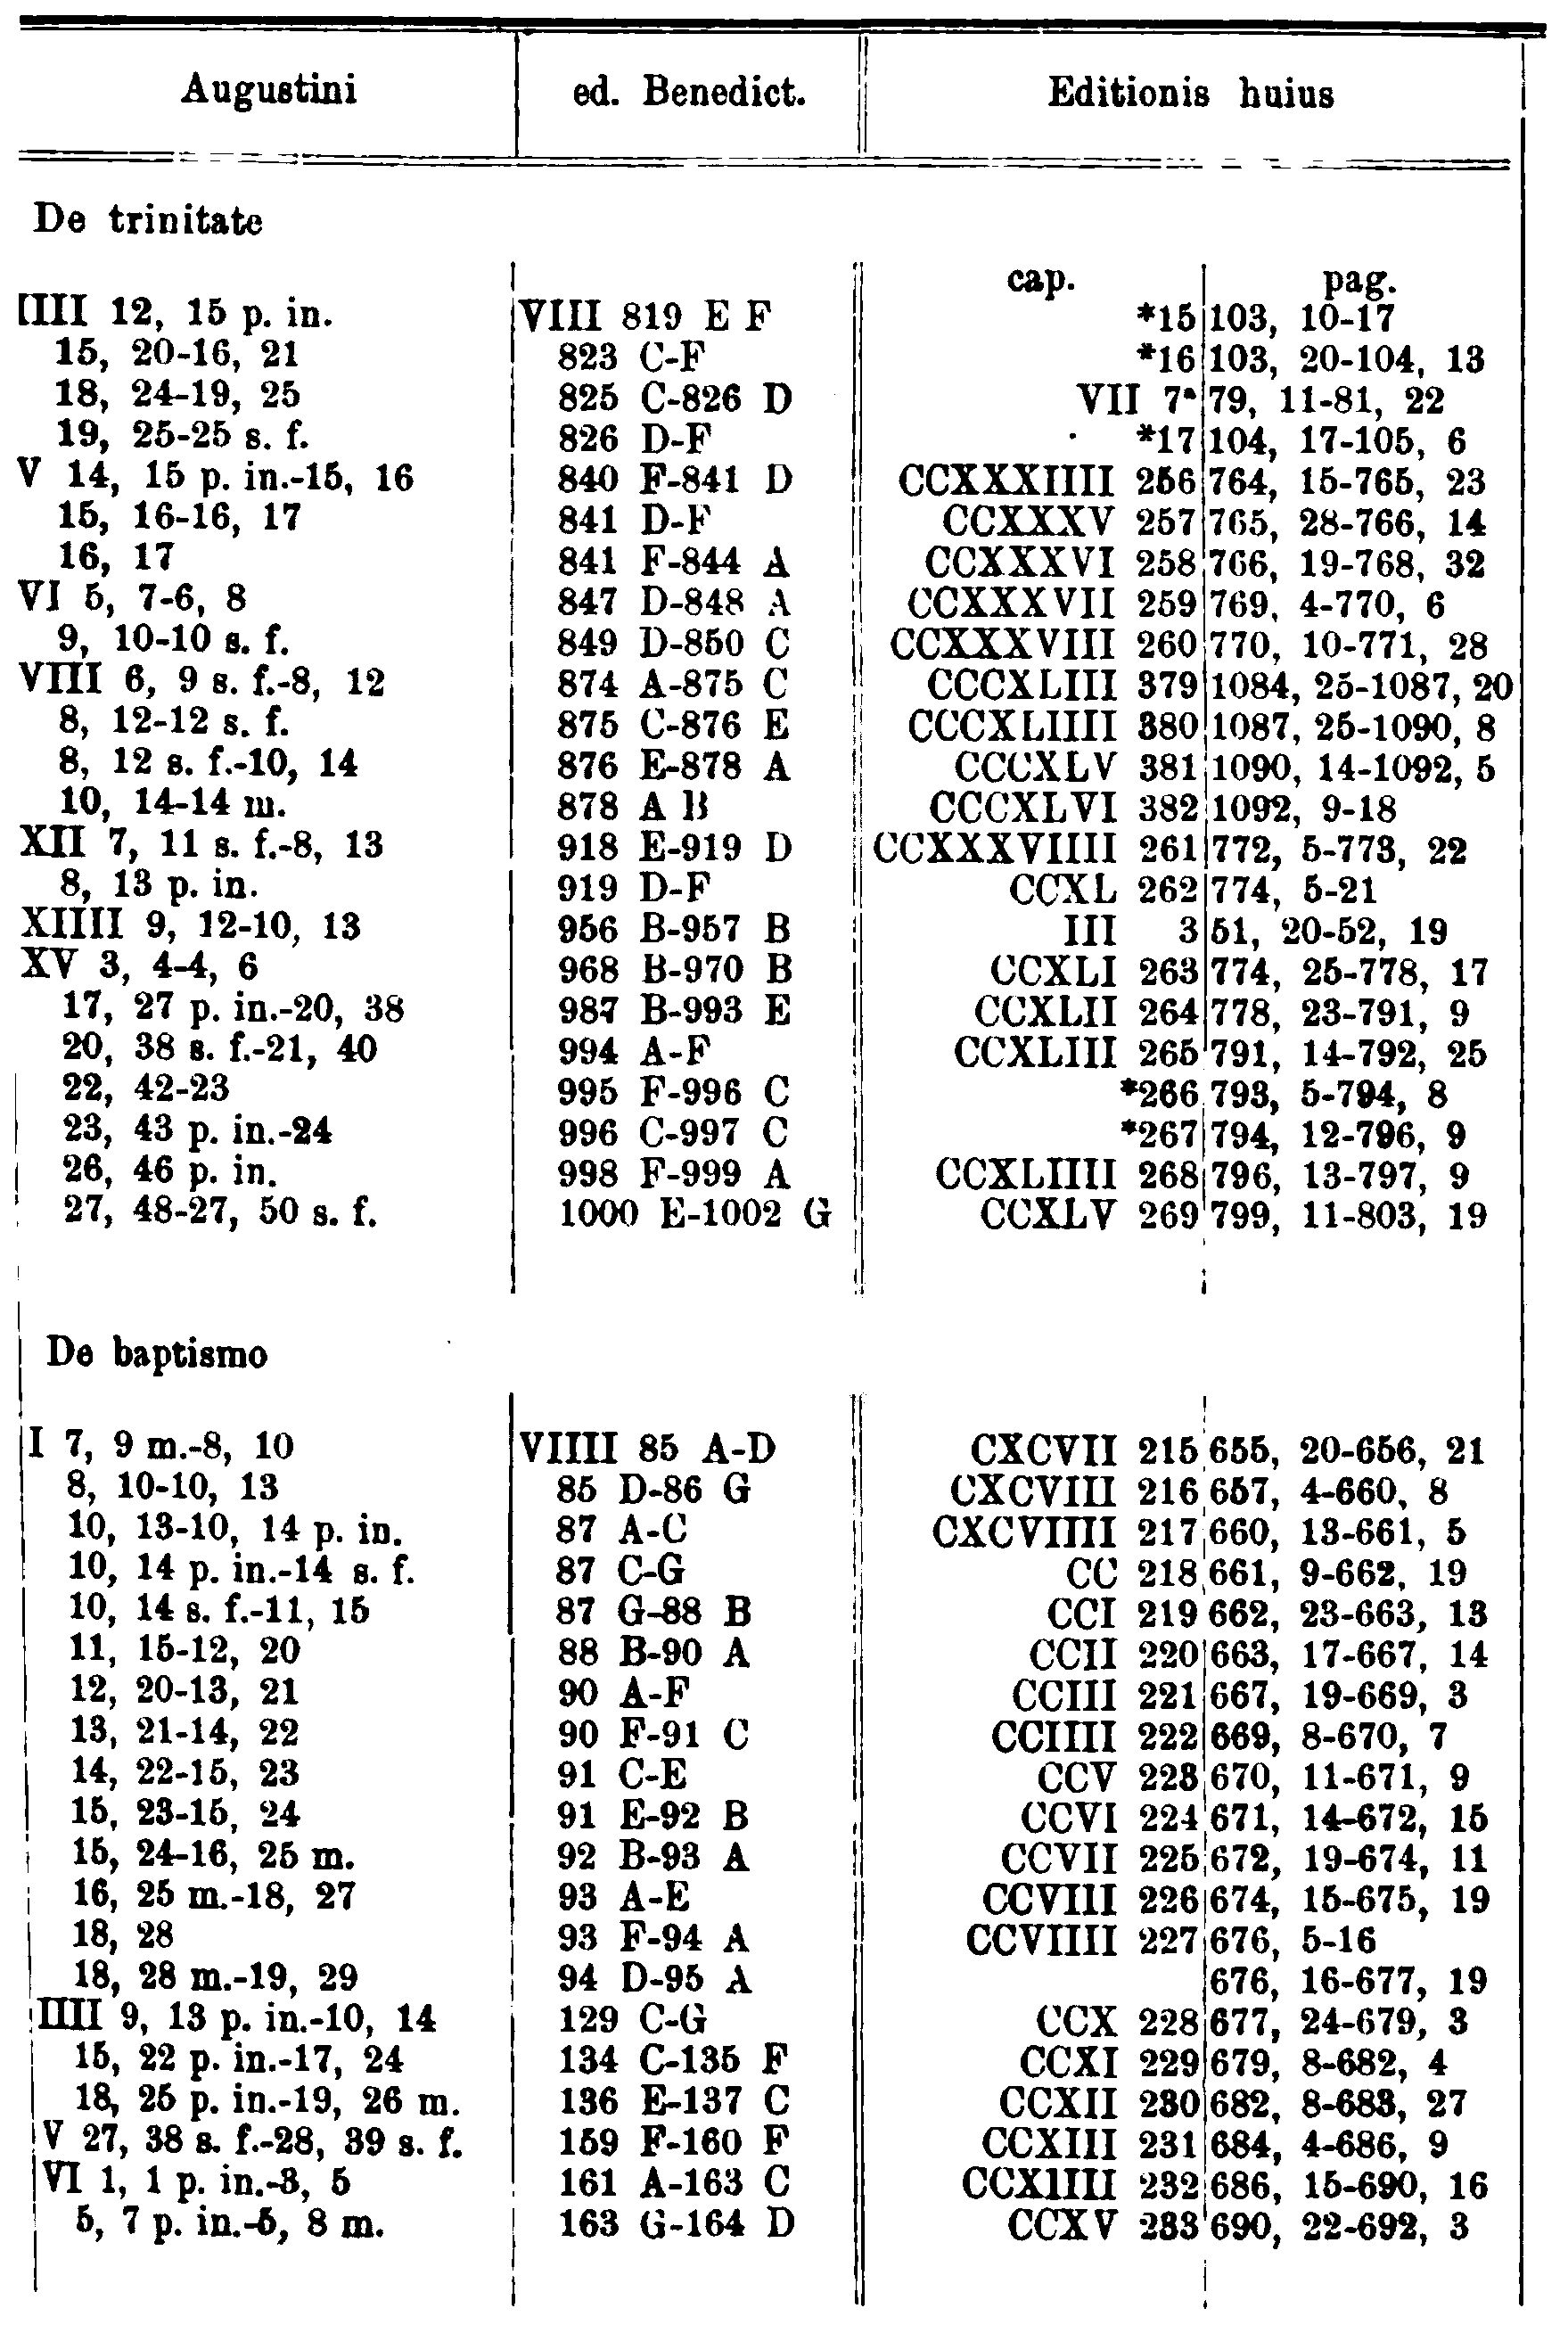 Augustini ed. Benedict. Editionis huius
De trinitate
cap. pag.
IIII 12, 15 p. in. VIII 819 E F *15 103, 10-17
15, 20-16, 21 823 C-F *16 103, 20-104, 13
18, 24-19, 25 825 C-826 D VII 7* 79, 11-81, 22
19, 25-25 s. f. 826 D-F *17 104, 17-105, 6
V 14, 15 p. in.-15, 16 840 F-841 D CCXXXIIII 256 764, 15-765, 23
15, 16-16, 17 841 D-F CCXXXV 257 765, 28-766, 14
16, 17 841 F-844 A CCXXXVI 258 766, 19-768, 32
VI 5, 7-6, 8 847 D-848 A CCXXXVII 259 769, 4-770, 6
9, 10-10 s. f. 849 D-850 C CCXXXVIII 260 770, 10-771, 28
VIII 6, 9 s. f.-8, 12 874 A-875 C CCCXLIII 379 1084, 25-1087, 20
8, 12-12 s. f. 875 C-876 E CCCXLIIII 380 1087, 25-1090, 8
8, 12 s. f.-10, 14 876 E-878 A CCCXLV 381 1090, 14-1092, 5
10, 14-14 m. 878 A B CCCXLVI 382 1092, 9-18
XII 7, 11 s. f.-8, 13 918 E-919 D CCXXXVIIII 261 772, 5-773, 22
8, 13 p. in. 919 D-F CCXL 262 774, 5-21
XIIII 9, 12-10, 13 956 B-957 B III 3 51, 20-52, 19
XV 3, 4-4, 6 968 B-970 B CCXLI 263 774, 25-778, 17
17, 27 p. in.-20, 38 987 B-993 E CCXLII 264 778, 23-791, 9
20, 38 s. f.-21, 40 994 A-F CCXLIII 265 791, 14-792, 25
22, 42-23 995 F-996 C *266 793, 5-794, 8
23, 43 p. in.-24 996 C-997 C *267 794, 12-796, 9
26, 46 p. in. 998 F-999 A CCXLIIII 268 796, 13-797, 9
27, 48-27, 50 s. f. 1000 E-1002 G CCXLV 269 799, 11-803, 19
De baptismo
I 7, 9 m.-8, 10 VIIII 85 A-D CXCVII 215 655, 20-656, 21
8, 10-10, 13 85 D-86 G CXCVIII 216 657, 4-660, 8
10, 13-10, 14 p. in. 87 A-C CXCVIIII 217 660, 13-661, 5
10, 14 p. in.-14 s. f. 87 C-G CC 218 661, 9-662, 19
10, 14 s. f.-11, 15 87 G-88 B CCI 219 662, 23-663, 13
11, 15-12, 20 88 B-90 A CCII 220 663, 17-667, 14
12, 20-13, 21 90 A-F CCIII 221 667, 19-669, 3
13, 21-14, 22 90 F-91 C CCIIII 222 669, 8-670, 7
14, 22-15, 23 91 C-E CCV 223 670, 11-671, 9
15, 23-15, 24 91 E-92 B CCVI 224 671, 14-672, 15
15, 24-16, 25 m. 92 B-93 A CCVII 225 672, 19-674, 11
16, 25 m.-18, 27 93 A-E CCVIII 226 674, 15-675, 19
18, 28 93 F-94 A CCVIIII 227 676, 5-16
18, 28 m.-19, 29 94 D-95 A 676, 16-677, 19
IIII 9, 13 p. in.-10, 14 129 C-G CCX 228 677, 24-679, 3
15, 22 p. in.-17, 24 134 C-135 F CCXI 229 679, 8-682, 4
18, 25 p. in.-19, 26 m. 136 E-137 C CCXII 230 682, 8-683, 27
V 27, 38 s. f.-28, 39 s. f. 159 F-160 F CCXIII 231 684, 4-686, 9
VI 1, 1 p. in.-3, 5 161 A-163 C CCXIIII 232 686, 15-690, 16
5, 7 p. in.-5, 8 m. 163 G-164 D CCXV 233 690, 22-692, 3